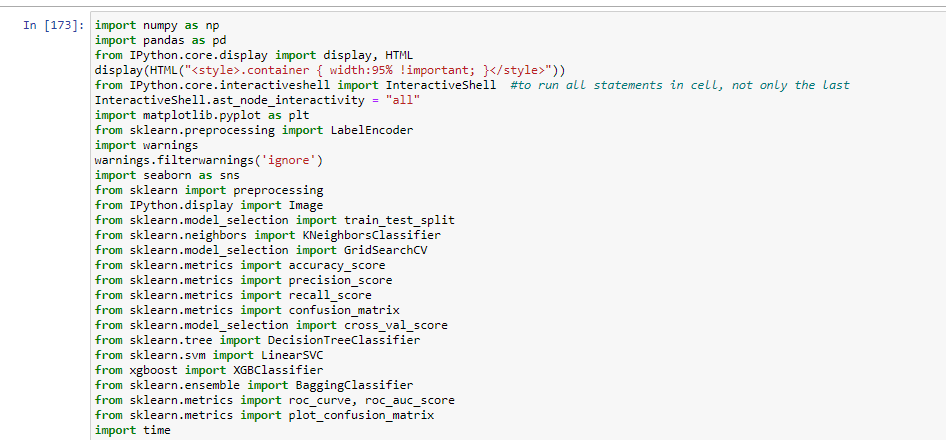 In [173]: import numpy as np
import pandas as pd
from IPython.core.display import display, HTML
display(HTML("<style>.container { width:95% !important; }</style>"))
from IPython.core.interactiveshell import InteractiveShell  #to run all statements in cell, not only the last
InteractiveShell.ast_node_interactivity = "all"
import matplotlib.pyplot as plt
from sklearn.preprocessing import LabelEncoder
import warnings
warnings.filterwarnings('ignore')
import seaborn as sns
from sklearn import preprocessing
from IPython.display import Image
from sklearn.model_selection import train_test_split
from sklearn.neighbors import KNeighborsClassifier
from sklearn.model_selection import GridSearchCV
from sklearn.metrics import accuracy_score
from sklearn.metrics import precision_score
from sklearn.metrics import recall_score
from sklearn.metrics import confusion_matrix
from sklearn.model_selection import cross_val_score
from sklearn.tree import DecisionTreeClassifier
from sklearn.svm import LinearSVC
from xgboost import XGBClassifier
from sklearn.ensemble import BaggingClassifier
from sklearn.metrics import roc_curve, roc_auc_score
from sklearn.metrics import plot_confusion_matrix
import time